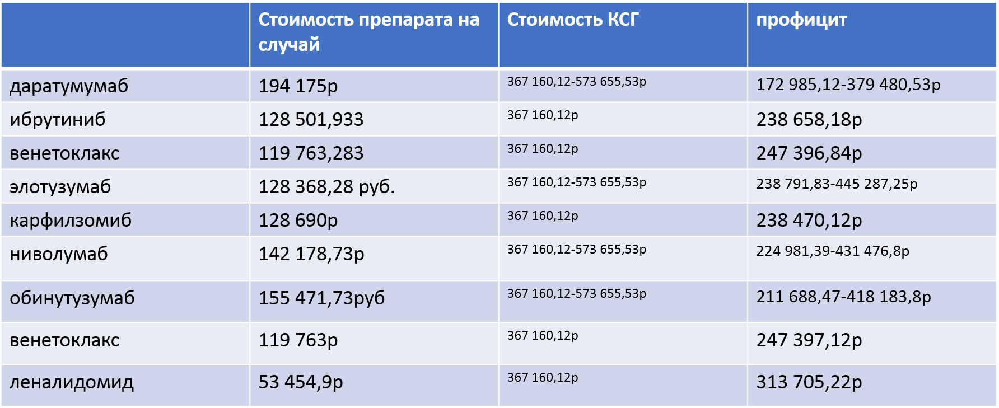 Стоимость препарата на случай Стоимость КСГ профицит
даратумумаб 194 175р 367 160,12-573 655,53р 172 985,12-379 480,53р
ибрутиниб 128 501,933 367 160,12р 238 658,18р
венетоклакс 119 763,283 367 160,12р 247 396,84р
элотузумаб 128 368,28 руб. 367 160,12-573 655,53р 238 791,83-445 287,25р
карфилзомиб 128 690р 367 160,12р 238 470,12р
ниволумаб 142 178,73р 367 160,12-573 655,53р 224 981,39-431 476,8р
обинутузумаб 155 471,73руб 367 160,12-573 655,53р 211 688,47-418 183,8р
венетоклакс 119 763р 367 160,12р 247 397,12р
леналидомид 53 454,9р 367 160,12р 313 705,22р